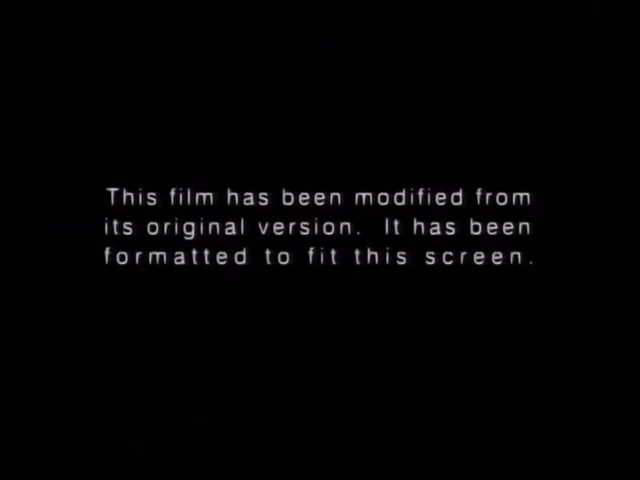 This film has been modified from
its original version. It has been
formatted to fit this screen.